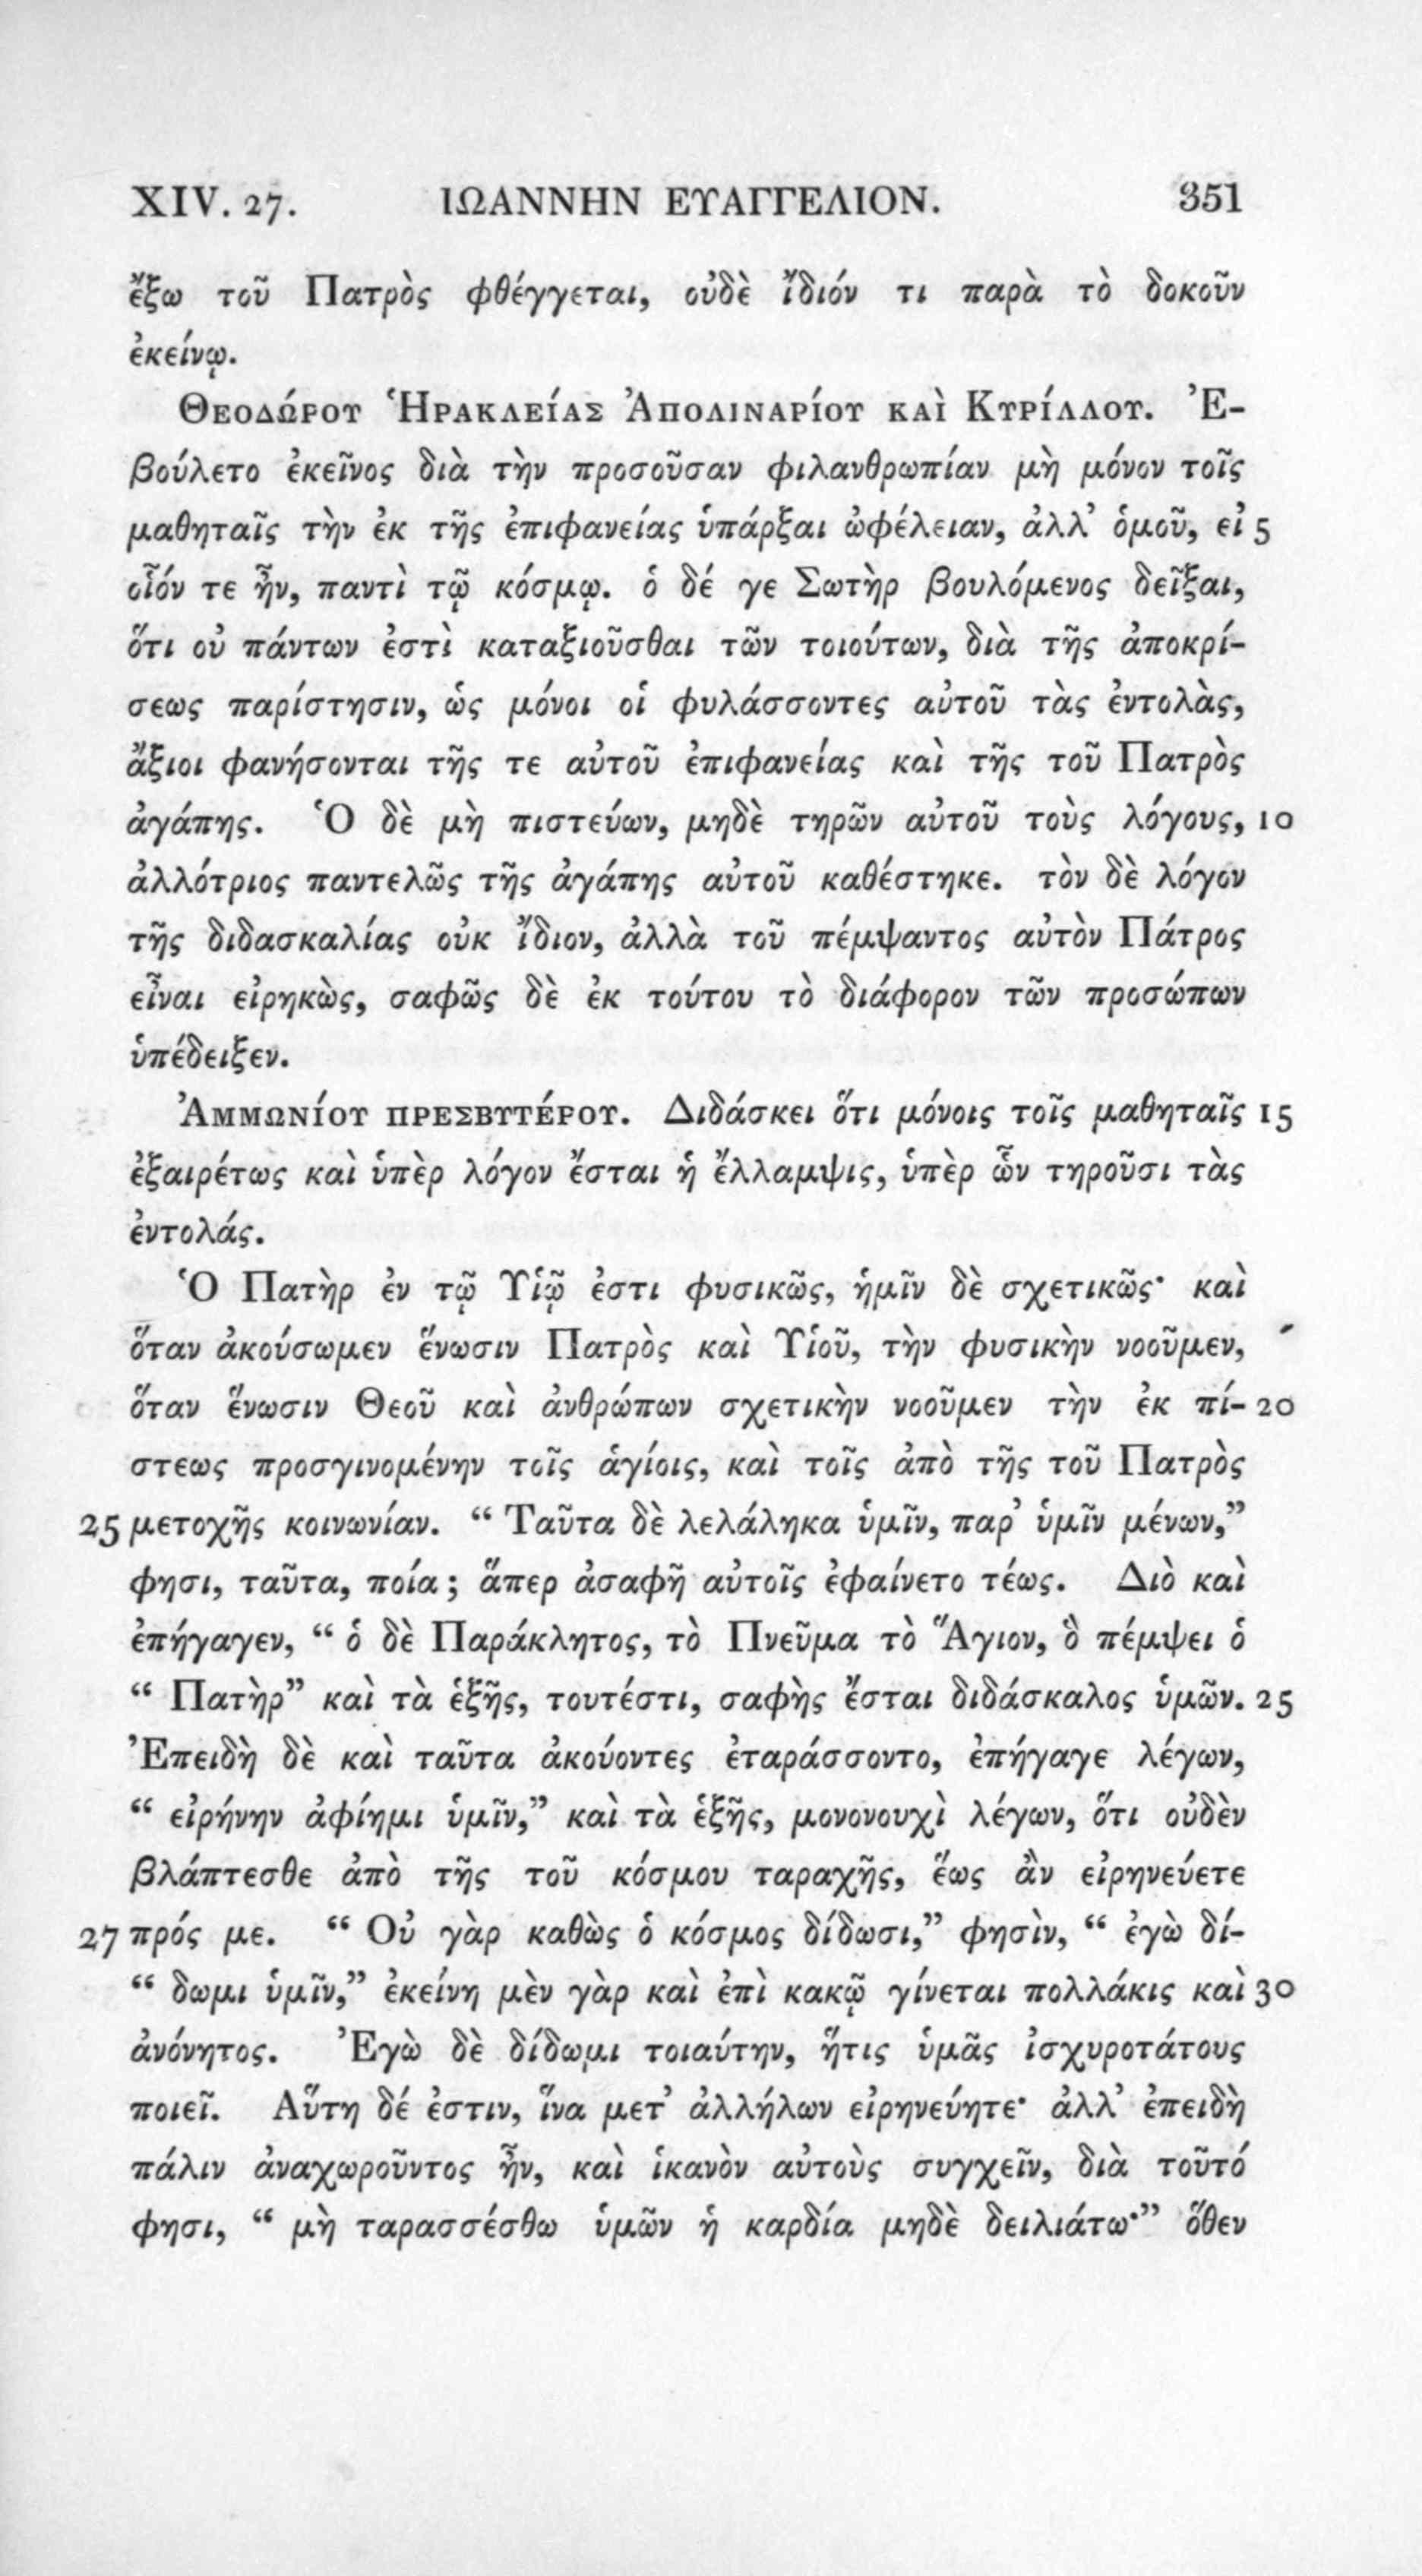 XIV. 27. ΙΩΑΝΝΗΝ ΕΥΑΓΓΕΛΙΟΝ. 351
ἔξω τοῦ Πατρὸς φθέγγεται, οὐδὲ ἴδιόν τι παρὰ τὸ δοκοῦν
ἐκείνῳ.
Θεοδώρου Ἡρακλείας Ἀπολιναρίου καὶ Κυρίλλου. Ἐ-
βούλετο ἐκεῖνος διὰ τὴν προσοῦσαν φιλανθρωπίαν μὴ μόνον τοῖς
μαθηταῖς τὴν ἐκ τῆς ἐπιφανείας ὑπάρξαι ὠφέλειαν, ἀλλ’ ὁμοῦ, εἰ 5
οἷόν τε ἦν, παντὶ τῷ κόσμῳ. ὁ δέ γε Σωτὴρ βουλόμενος δεῖξαι,
ὅτι οὐ πάντων ἐστὶ καταξιοῦσθαι τῶν τοιούτων, διὰ τῆς ἀποκρί-
σεως παρίστησιν, ὡς μόνοι οἱ φυλάσσοντες αὐτοῦ τὰς ἐντολὰς,
ἄξιοι φανήσονται τῆς τε αὐτοῦ ἐπιφανείας καὶ τῆς τοῦ Πατρὸς
ἀγάπης. Ὁ δὲ μὴ πιστεύων, μηδὲ τηρῶν αὐτοῦ τοὺς λόγους, 10
ἀλλότριος παντελῶς τῆς ἀγάπης αὐτοῦ καθέστηκε. τὸν δὲ λόγον
τῆς διδασκαλίας οὐκ ἴδιον, ἀλλὰ τοῦ πέμψαντος αὐτὸν Πάτρος
εἶναι εἰρηκὼς, σαφῶς δὲ ἐκ τούτου τὸ διάφορον τῶν προσώπων
ὑπέδειξεν.
Ἀμμωνίου πρεσβυτέρου. Διδάσκει ὅτι μόνοις τοῖς μαθηταῖς 15
ἐξαιρέτως καὶ ὑπὲρ λόγον ἔσται ἡ ἔλλαμψις, ὑπὲρ ὧν τηροῦσι τὰς
ἐντολάς.
Ὁ Πατὴρ ἐν τῷ Υἱῷ ἐστι φυσικῶς, ἡμῖν δὲ σχετικῶς· καὶ
ὅταν ἀκούσωμεν ἕνωσιν Πατρὸς καὶ Υἱοῦ, τὴν φυσικὴν νοοῦμεν,
ὅταν ἕνωσιν Θεοῦ καὶ ἀνθρώπων σχετικὴν νοοῦμεν τὴν ἐκ πί- 20
στεως προσγινομένην τοῖς ἁγίοις, καὶ τοῖς ἀπὸ τῆς τοῦ Πατρὸς
25 μετοχῆς κοινωνίαν. “ Ταῦτα δὲ λελάληκα ὑμῖν, παρ’ ὑμῖν μένων,”
φησι, ταῦτα, ποία ; ἅπερ ἀσαφῆ αὐτοῖς ἐφαίνετο τέως. Διὸ καὶ
ἐπήγαγεν, “ ὁ δὲ Παράκλητος, τὸ Πνεῦμα τὸ Ἅγιον, ὃ πέμψει ὁ
“ Πατὴρ” καὶ τὰ ἑξῆς, τουτέστι, σαφὴς ἔσται διδάσκαλος ὑμῶν. 25
Ἐπειδὴ δὲ καὶ ταῦτα ἀκούοντες ἐταράσσοντο, ἐπήγαγε λέγων,
“ εἰρήνην ἀφίημι ὑμῖν,” καὶ τὰ ἑξῆς, μονονουχὶ λέγων, ὅτι οὐδὲν
βλάπτεσθε ἀπὸ τῆς τοῦ κόσμου ταραχῆς, ἕως ἂν εἰρηνεύετε
27 πρός με. “ Οὐ γὰρ καθὼς ὁ κόσμος δίδωσι,” φησὶν, “ ἐγὼ δί-
“ δωμι ὑμῖν,” ἐκείνη μὲν γὰρ καὶ ἐπὶ κακῷ γίνεται πολλάκις καὶ 30
ἀνόνητος. Ἐγὼ δὲ δίδωμι τοιαύτην, ἥτις ὑμᾶς ἰσχυροτάτους
ποιεῖ. Αὕτη δέ ἐστιν, ἵνα μετ’ ἀλλήλων εἰρηνεύητε· ἀλλ’ ἐπειδὴ
πάλιν ἀναχωροῦντος ἦν, καὶ ἱκανὸν αὐτοὺς συγχεῖν, διὰ τοῦτό
φησι, “ μὴ ταρασσέσθω ὑμῶν ἡ καρδία μηδὲ δειλιάτω·” ὅθεν